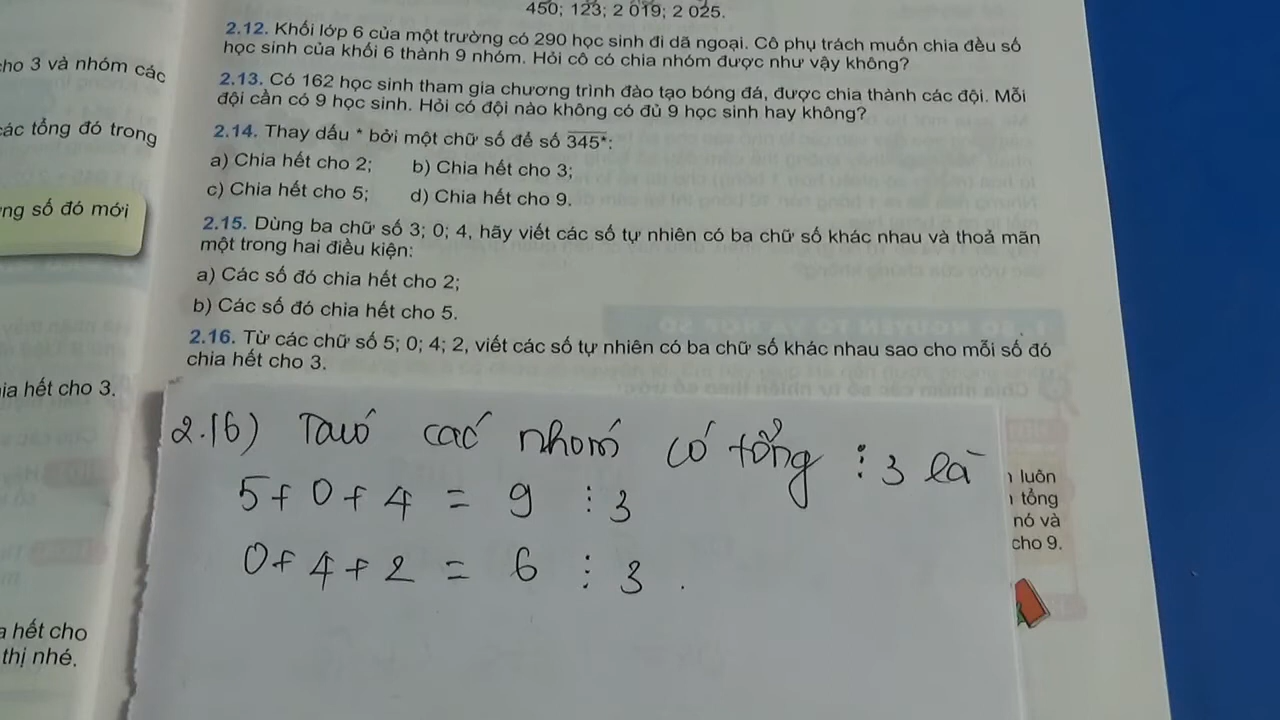 450; 123; 2 019; 2 025.
2.12. Khối lớp 6 của một trường có 290 học sinh đi dã ngoại. Cô phụ trách muốn chia đều số
học sinh của khối 6 thành 9 nhóm. Hỏi cô có chia nhóm được như vậy không?
cho 3 và nhóm các
2.13. Có 162 học sinh tham gia chương trình đào tạo bóng đá, được chia thành các đội. Mỗi
đội cần có 9 học sinh. Hỏi có đội nào không có đủ 9 học sinh hay không?
các tổng đó trong
2.14. Thay dấu * bởi một chữ số để số 345*:
a) Chia hết cho 2; b) Chia hết cho 3;
c) Chia hết cho 5; d) Chia hết cho 9.
ng số đó mới
2.15. Dùng ba chữ số 3; 0; 4, hãy viết các số tự nhiên có ba chữ số khác nhau và thoả mãn
một trong hai điều kiện:
a) Các số đó chia hết cho 2;
b) Các số đó chia hết cho 5.
2.16. Từ các chữ số 5; 0; 4; 2, viết các số tự nhiên có ba chữ số khác nhau sao cho mỗi số đó
chia hết cho 3.
ia hết cho 3.
2.16) Ta có các nhóm có tổng ⋮ 3 là
5 + 0 + 4 = 9 ⋮ 3
0 + 4 + 2 = 6 ⋮ 3.
luôn
tổng
nó và
cho 9.
a hết cho
thị nhé.